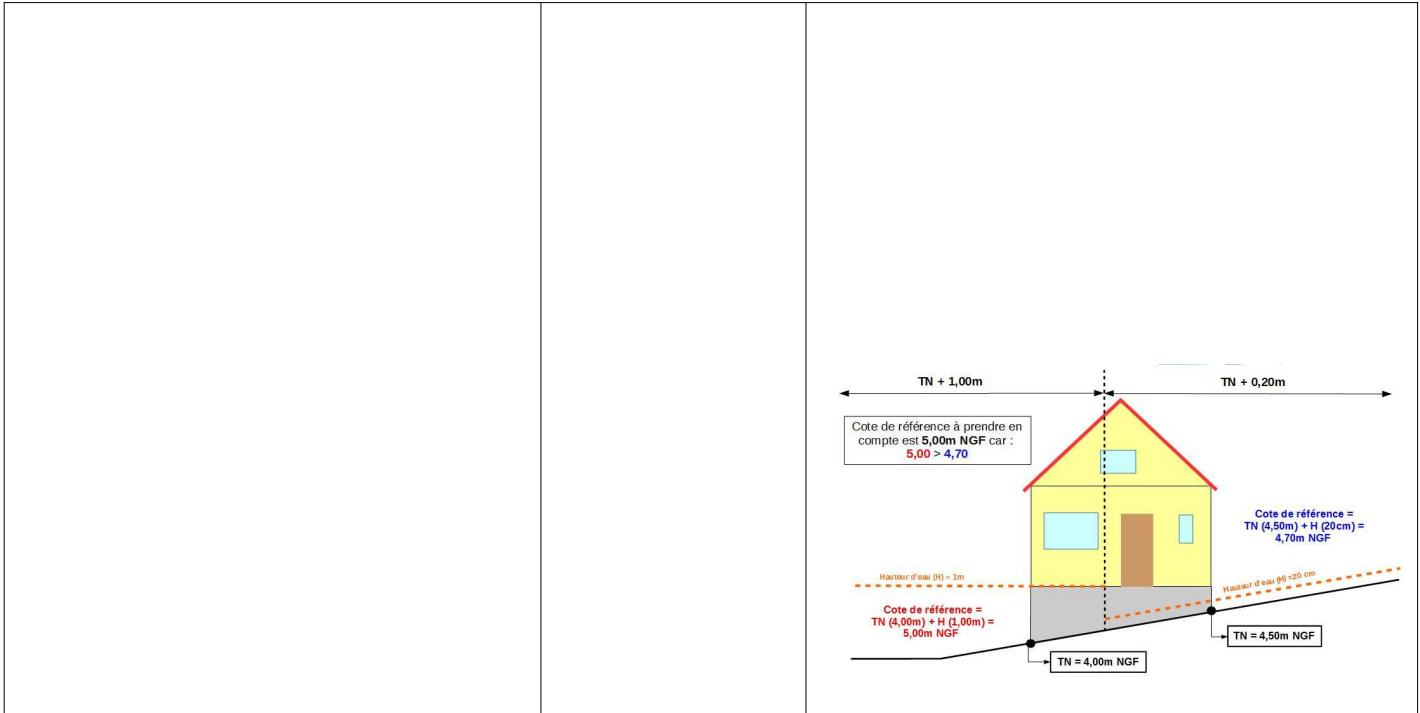 TN + 1,00m
TN + 0,20m
Cote de référence à prendre en
compte est 5,00m NGF car :
5,00 > 4,70
Cote de référence =
TN (4,50m) + H (20cm) =
4,70m NGF
Hauteur d'eau (H) = 1m
Hauteur d'eau (H) =20 cm
Cote de référence =
TN (4,00m) + H (1,00m) =
5,00m NGF
TN = 4,50m NGF
TN = 4,00m NGF